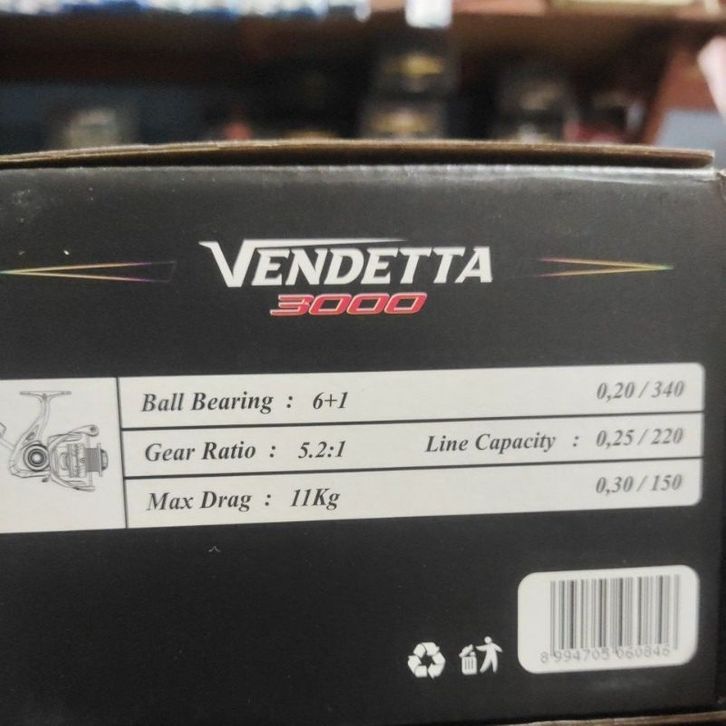 VENDETTA
3000
Ball Bearing : 6+1
0,20 / 340
Gear Ratio : 5.2:1
Line Capacity : 0,25 / 220
Max Drag : 11Kg
0,30 / 150
8 994705 060846